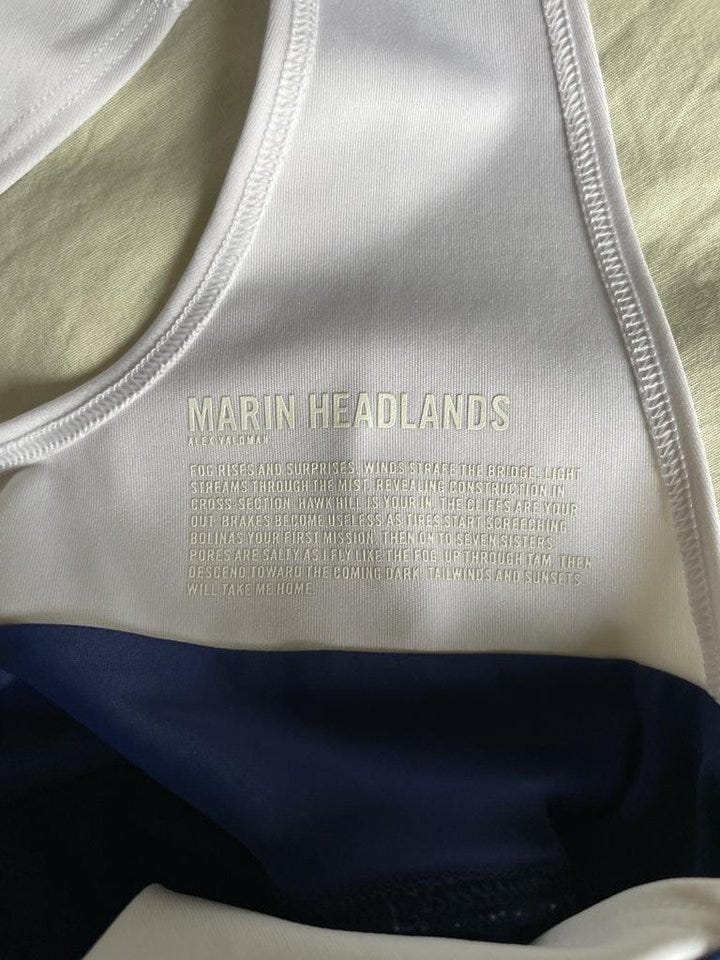 MARIN HEADLANDS
ALEX VALDMAN
FOG RISES AND SURPRISES. WINDS STRAFE THE BRIDGE. LIGHT
STREAMS THROUGH THE MIST, REVEALING CONSTRUCTION IN
CROSS-SECTION. HAWK HILL IS YOUR IN, THE CLIFFS ARE YOUR
OUT. BRAKES BECOME USELESS AS TIRES START SCREECHING.
BOLINAS YOUR FIRST MISSION, THEN ON TO SEVEN SISTERS.
PORES ARE SALTY AS I FLY LIKE THE FOG, UP THROUGH TAM, THEN
DESCEND TOWARD THE COMING DARK. TAILWINDS AND SUNSETS
WILL TAKE ME HOME.